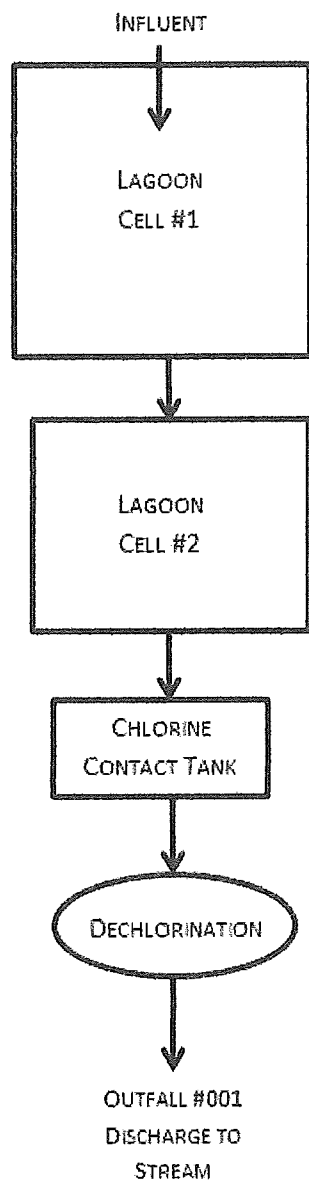 INFLUENT
LAGOON
CELL #1
LAGOON
CELL #2
CHLORINE
CONTACT TANK
DECHLORINATION
OUTFALL #001
DISCHARGE TO
STREAM